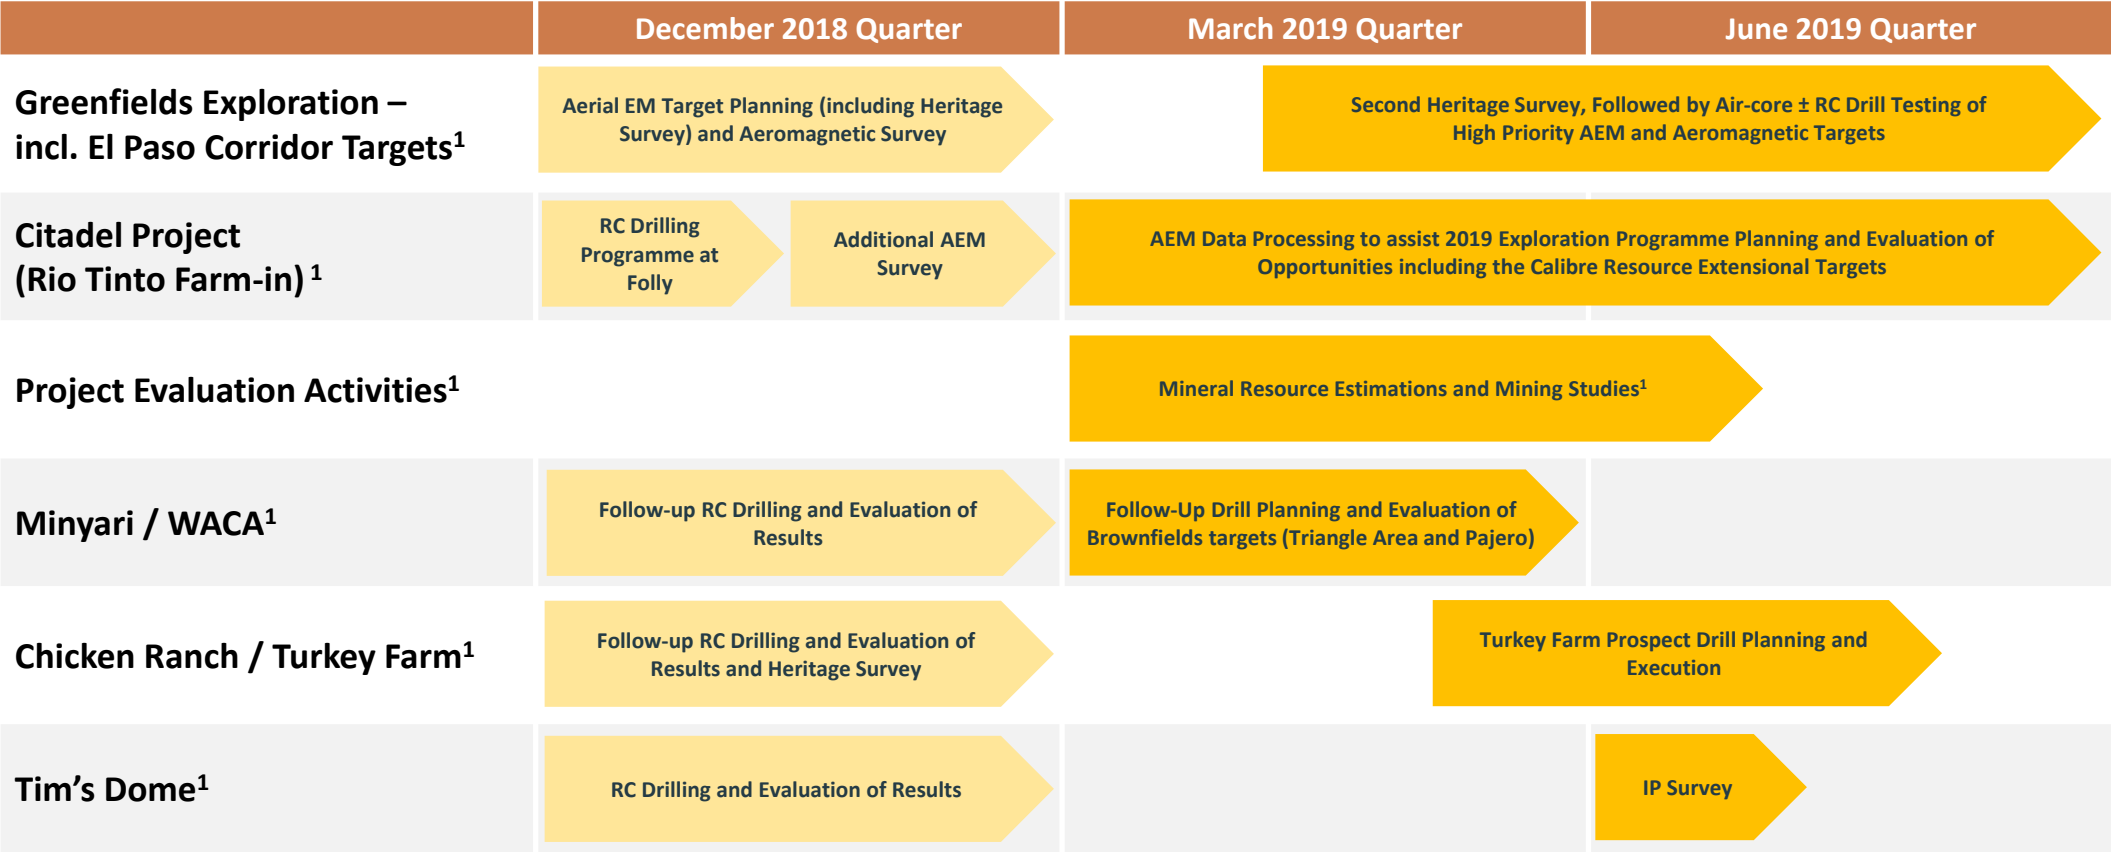 December 2018 Quarter
March 2019 Quarter
June 2019 Quarter
Greenfields Exploration –
incl. El Paso Corridor Targets¹
Aerial EM Target Planning (including Heritage
Survey) and Aeromagnetic Survey
Second Heritage Survey, Followed by Air-core ± RC Drill Testing of
High Priority AEM and Aeromagnetic Targets
Citadel Project
(Rio Tinto Farm-in) ¹
RC Drilling
Programme at
Folly
Additional AEM
Survey
AEM Data Processing to assist 2019 Exploration Programme Planning and Evaluation of
Opportunities including the Calibre Resource Extensional Targets
Project Evaluation Activities¹
Mineral Resource Estimations and Mining Studies¹
Minyari / WACA¹
Follow-up RC Drilling and Evaluation of
Results
Follow-Up Drill Planning and Evaluation of
Brownfields targets (Triangle Area and Pajero)
Chicken Ranch / Turkey Farm¹
Follow-up RC Drilling and Evaluation of
Results and Heritage Survey
Turkey Farm Prospect Drill Planning and
Execution
Tim’s Dome¹
RC Drilling and Evaluation of Results
IP Survey